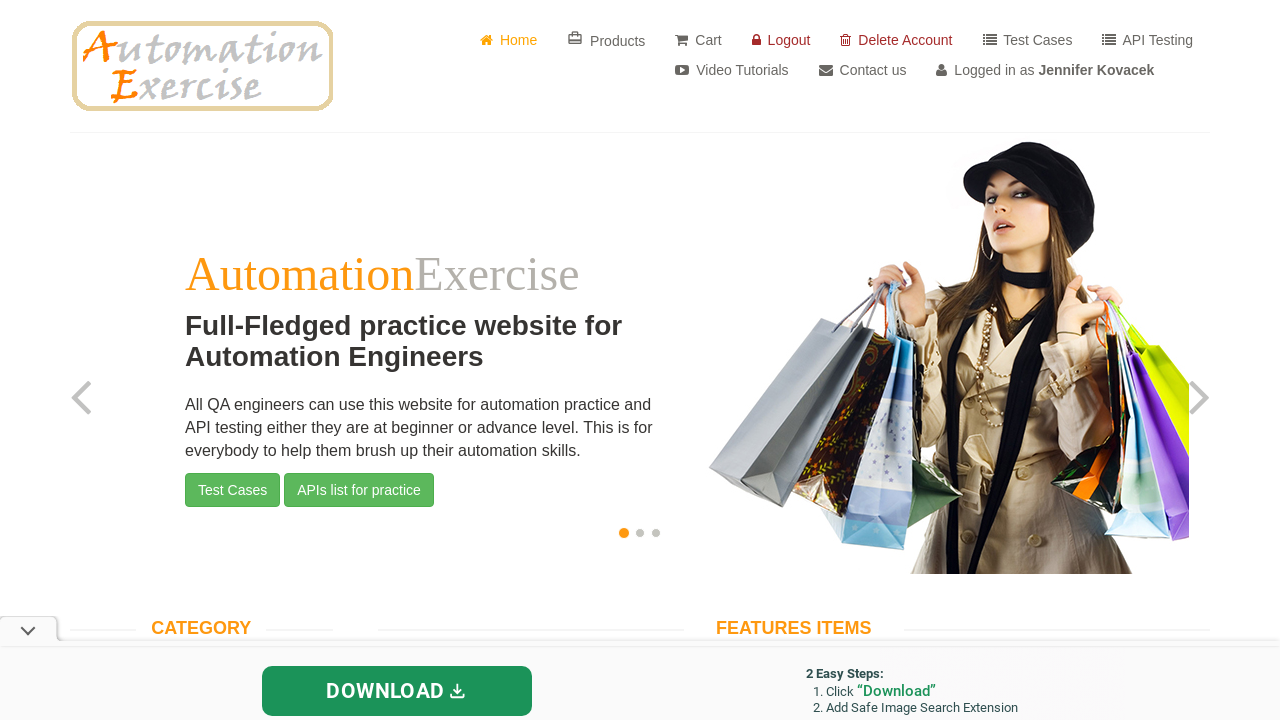 Automation
Exercise
Home
Products
Cart
Logout
Delete Account
Test Cases
API Testing
Video Tutorials
Contact us
Logged in as Jennifer Kovacek
AutomationExercise
Full-Fledged practice website for
Automation Engineers
All QA engineers can use this website for automation practice and
API testing either they are at beginner or advance level. This is for
everybody to help them brush up their automation skills.
Test Cases
APIs list for practice
CATEGORY
FEATURES ITEMS
DOWNLOAD
2 Easy Steps:
1. Click “Download”
2. Add Safe Image Search Extension